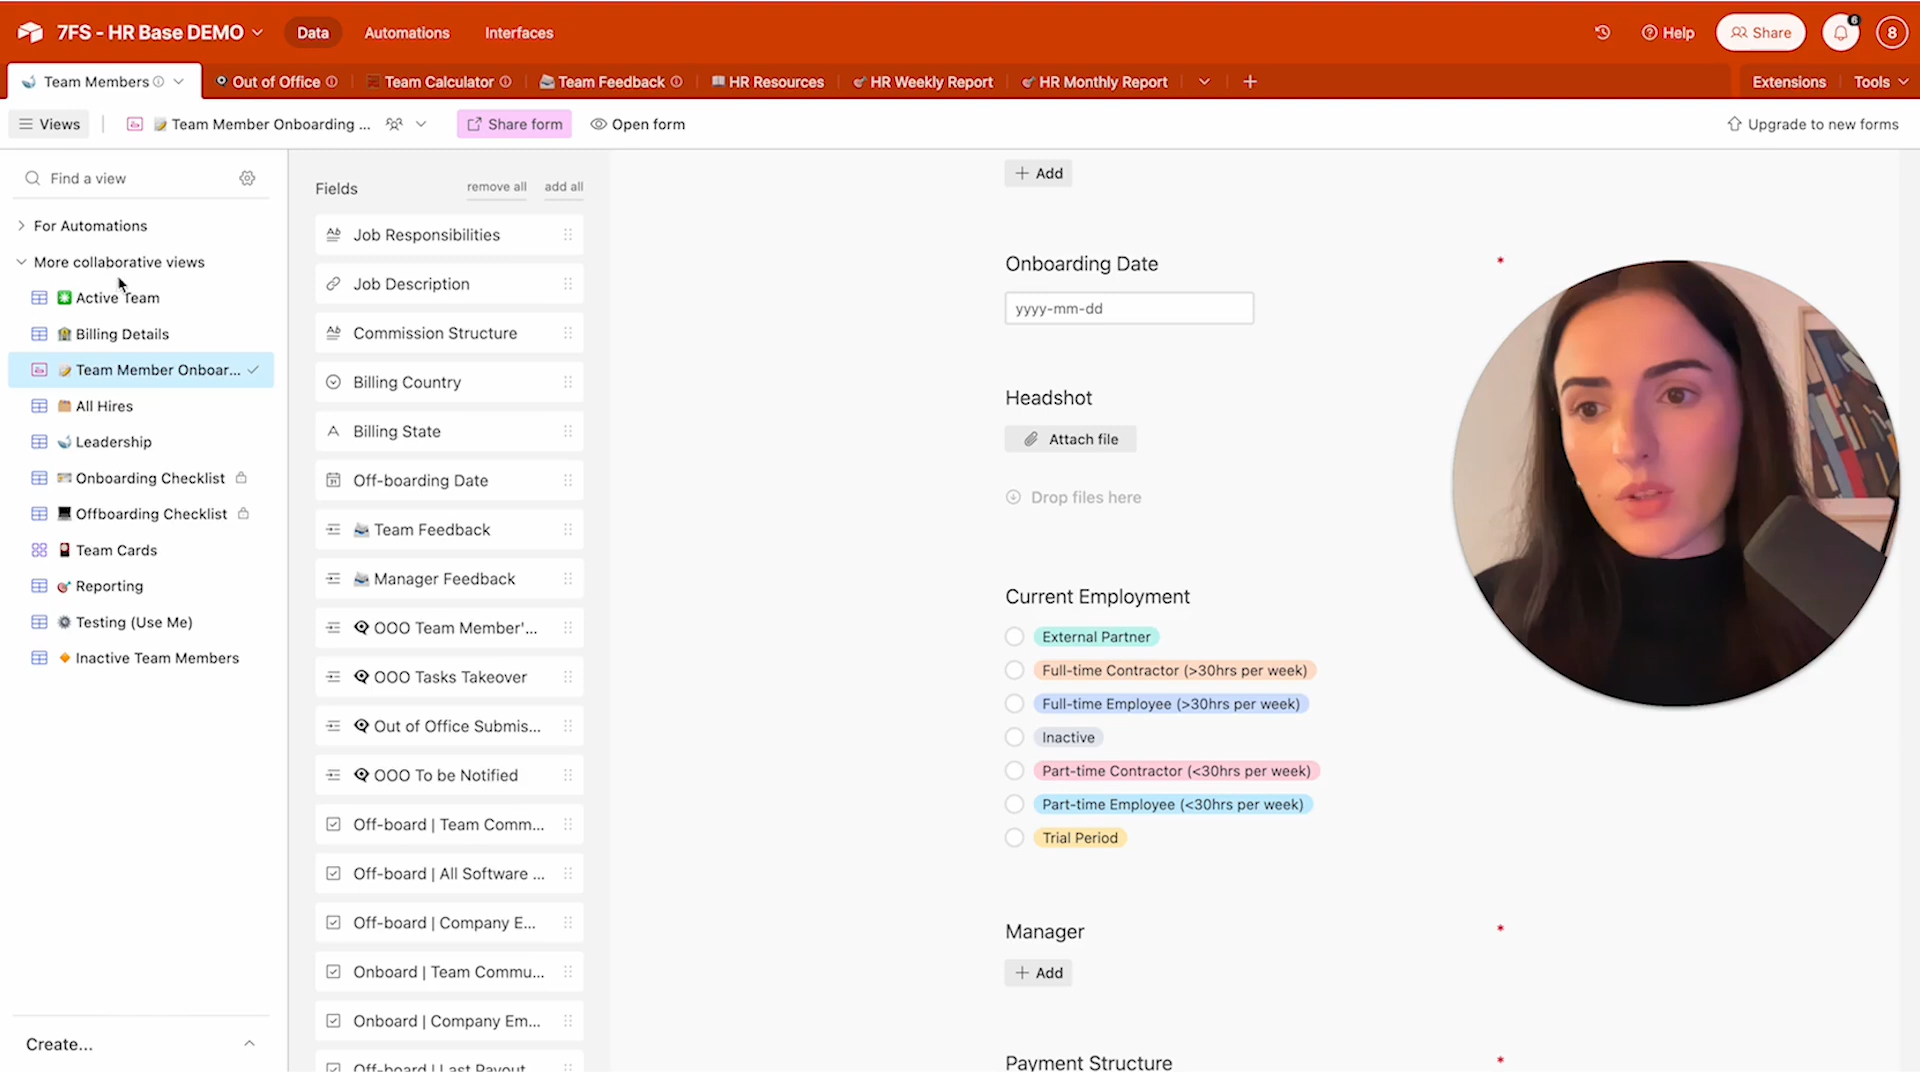 7FS - HR Base DEMO
Data
Automations
Interfaces
Help
Share
6
8
Team Members
Out of Office
Team Calculator
Team Feedback
HR Resources
HR Weekly Report
HR Monthly Report
Extensions
Tools
Views
Team Member Onboarding ...
Share form
Open form
Upgrade to new forms
Find a view
For Automations
More collaborative views
Active Team
Billing Details
Team Member Onboar...
All Hires
Leadership
Onboarding Checklist
Offboarding Checklist
Team Cards
Reporting
Testing (Use Me)
Inactive Team Members
Create...
Fields
remove all
add all
Job Responsibilities
Job Description
Commission Structure
Billing Country
Billing State
Off-boarding Date
Team Feedback
Manager Feedback
OOO Team Member'...
OOO Tasks Takeover
Out of Office Submis...
OOO To be Notified
Off-board | Team Comm...
Off-board | All Software ...
Off-board | Company E...
Onboard | Team Commu...
Onboard | Company Em...
Off-board | Last Payout
Add
Onboarding Date *
yyyy-mm-dd
Headshot
Attach file
Drop files here
Current Employment
External Partner
Full-time Contractor (>30hrs per week)
Full-time Employee (>30hrs per week)
Inactive
Part-time Contractor (<30hrs per week)
Part-time Employee (<30hrs per week)
Trial Period
Manager *
Add
Payment Structure *